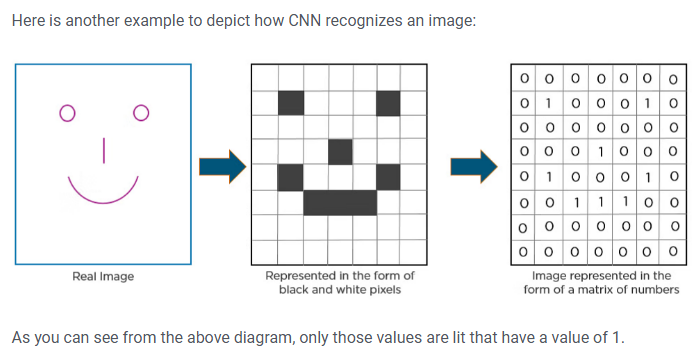 Here is another example to depict how CNN recognizes an image:
0 0 0 0 0 0 0
0 1 0 0 0 1 0
0 0 0 0 0 0 0
0 0 0 1 0 0 0
0 1 0 0 0 1 0
0 0 1 1 1 0 0
0 0 0 0 0 0 0
0 0 0 0 0 0 0
Real Image
Represented in the form of
black and white pixels
Image represented in the
form of a matrix of numbers
As you can see from the above diagram, only those values are lit that have a value of 1.